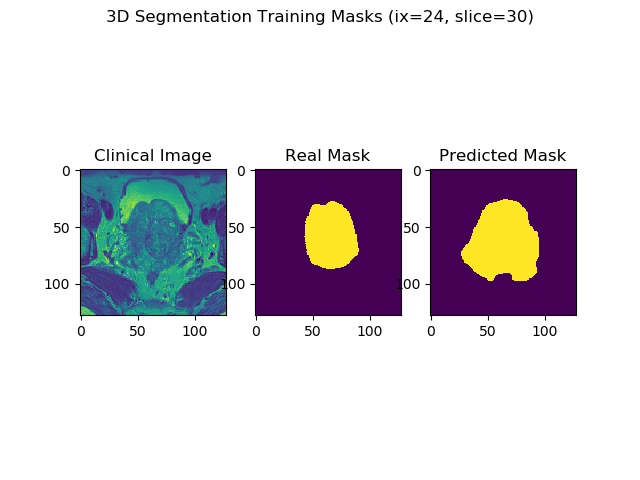 3D Segmentation Training Masks (ix=24, slice=30)
Clinical Image Real Mask Predicted Mask
0 0 0
50 50 50
100 100 100
0 50 100 0 50 100 0 50 100